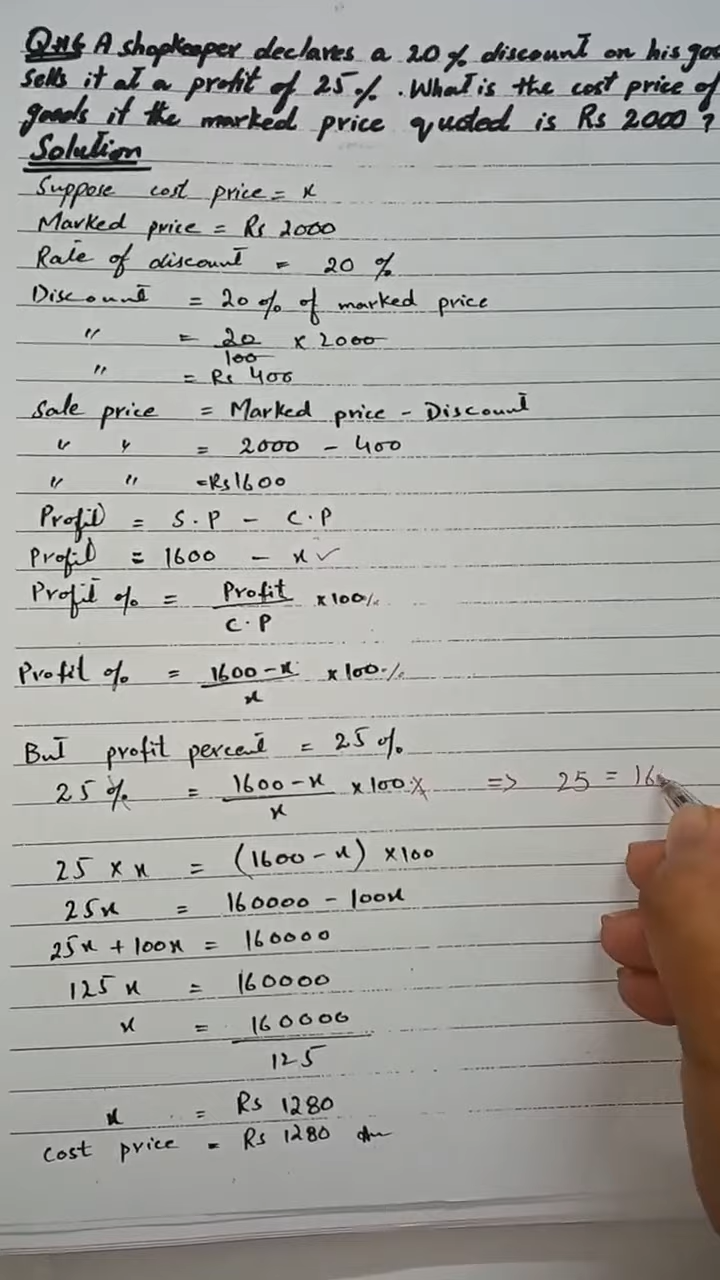 Q#16 A shopkeeper declares a 20% discount on his goo
sells it at a profit of 25%. What is the cost price of
goods if the marked price quoted is Rs 2000?
Solution
Suppose cost price = x
Marked price = Rs 2000
Rate of discount = 20 %
Discount = 20% of marked price
" = 20/100 × 2000
" = Rs 400
Sale price = Marked price - Discount
" " = 2000 - 400
" " = Rs 1600
Profit = S.P - C.P
Profit = 1600 - x ✓
Profit % = Profit/C.P × 100%
Profit % = 1600-x/x × 100%
But profit percent = 25%
25% = 1600-x/x × 100% => 25 = 16
25 × x = (1600 - x) × 100
25x = 160000 - 100x
25x + 100x = 160000
125x = 160000
x = 160000/125
x = Rs 1280
Cost price = Rs 1280